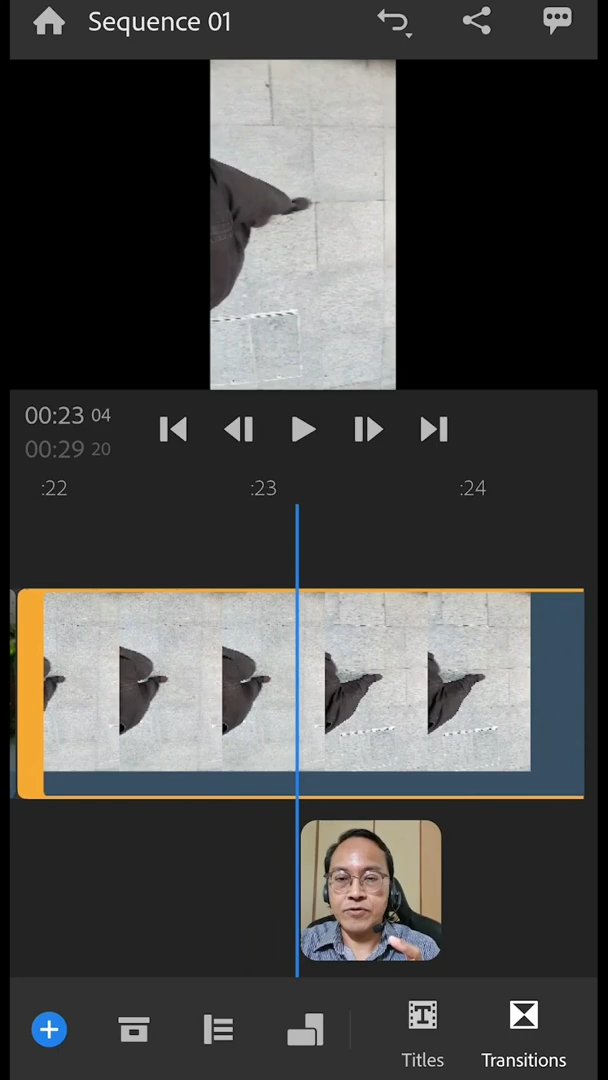 Sequence 01
00:23 04
00:29 20
:22 :23 :24
Titles
Transitions